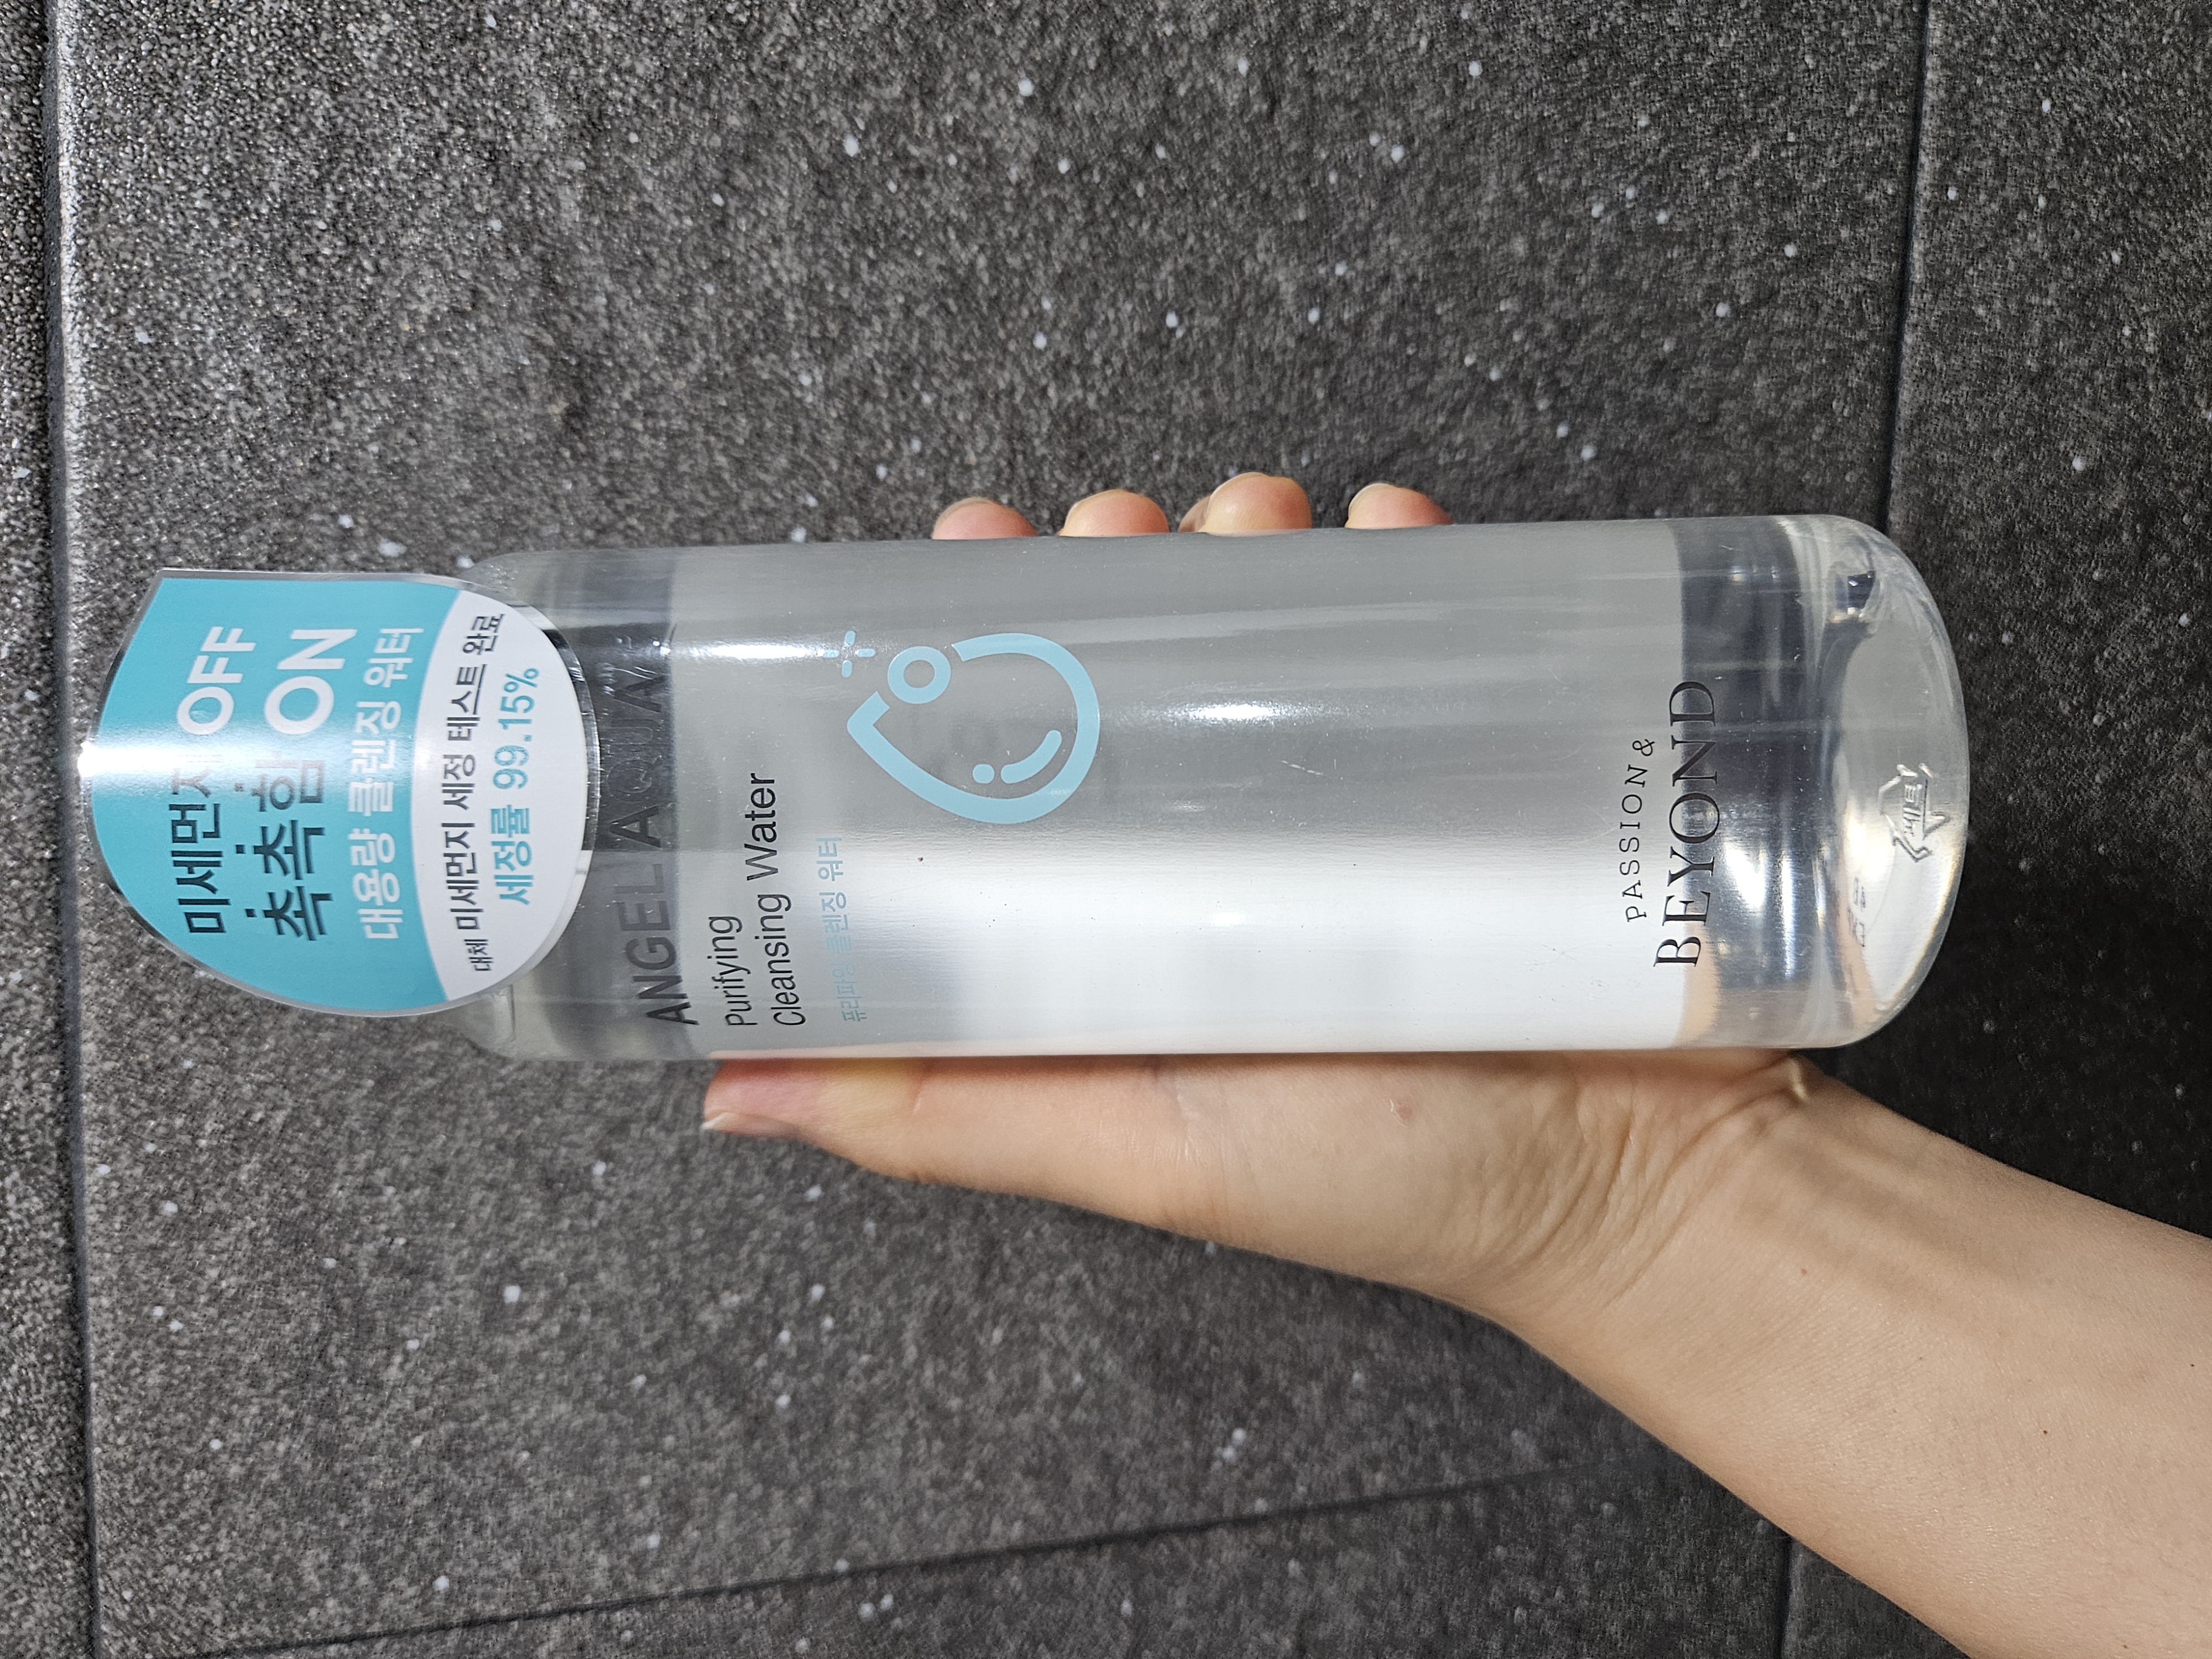 미세먼지 OFF
촉촉함 ON
대용량 클렌징 워터
대체 미세먼지 세정 테스트 완료
세정률 99.15%
ANGEL AQUA
Purifying
Cleansing Water
퓨리파잉 클렌징 워터
PASSION &
BEYOND
페트